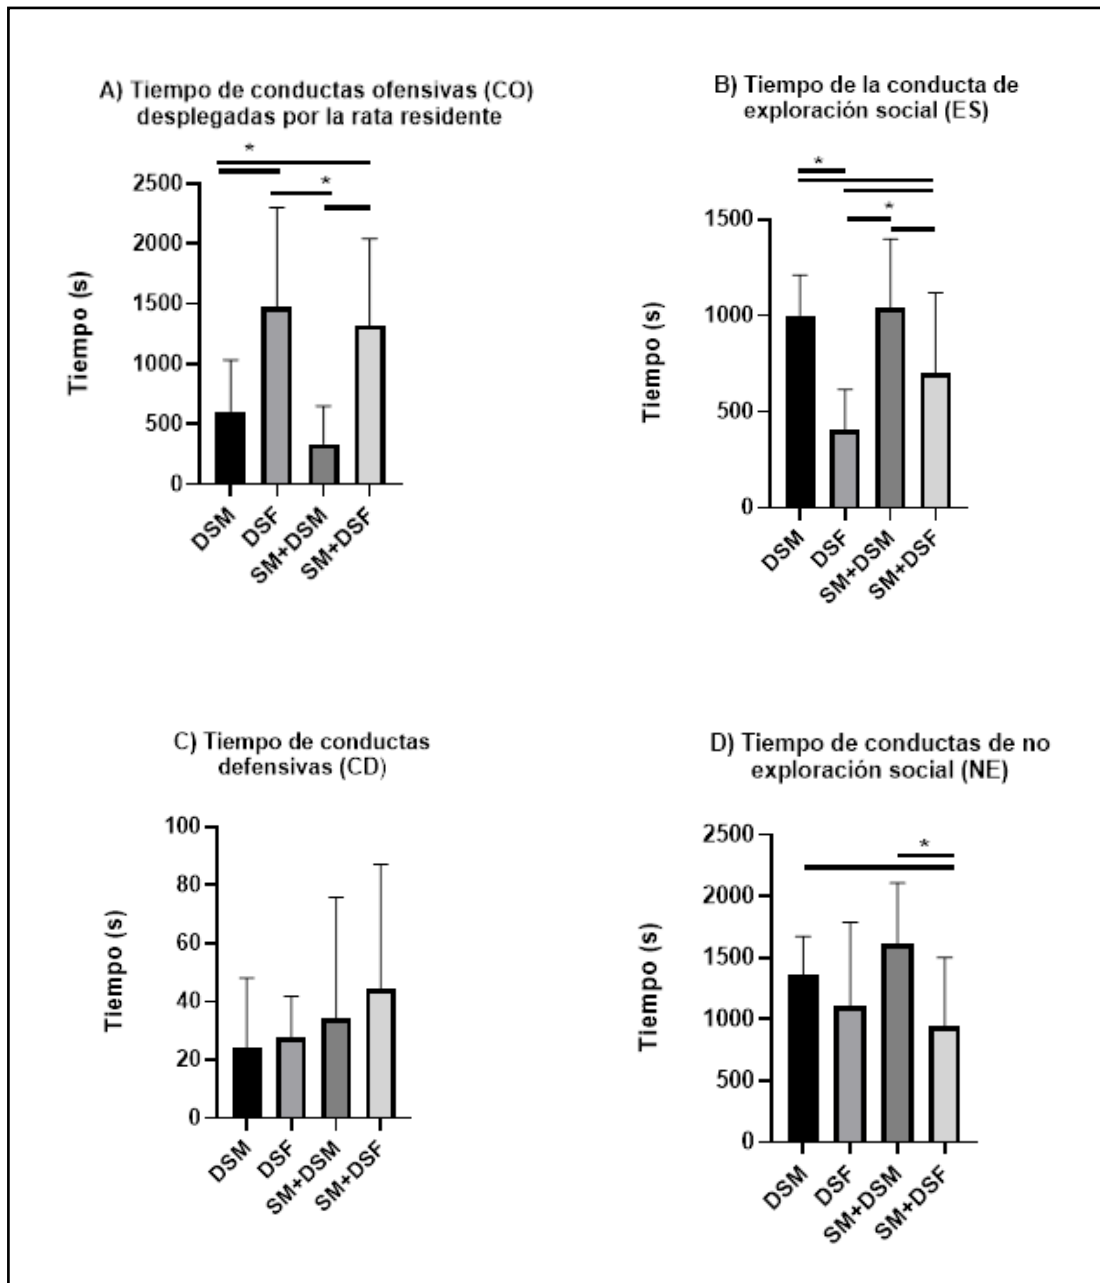 A) Tiempo de conductas ofensivas (CO)
desplegadas por la rata residente
*
*
2500
2000
1500
1000
500
0
Tiempo (s)
DSM
DSF
SM+DSM
SM+DSF
B) Tiempo de la conducta de
exploración social (ES)
*
*
1500
1000
500
0
Tiempo (s)
DSM
DSF
SM+DSM
SM+DSF
C) Tiempo de conductas
defensivas (CD)
100
80
60
40
20
0
Tiempo (s)
DSM
DSF
SM+DSM
SM+DSF
D) Tiempo de conductas de no
exploración social (NE)
*
2500
2000
1500
1000
500
0
Tiempo (s)
DSM
DSF
SM+DSM
SM+DSF